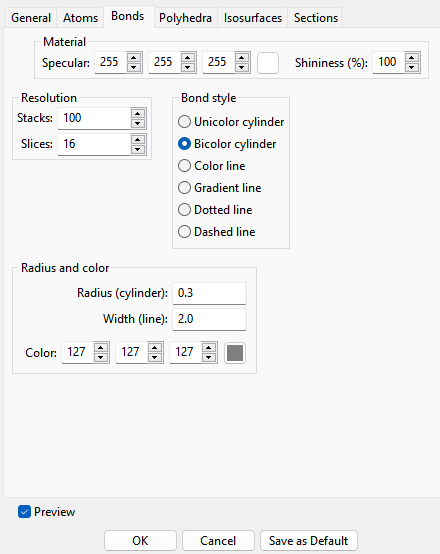 General Atoms Bonds Polyhedra Isosurfaces Sections
Material
Specular: 255 255 255 Shininess (%): 100
Resolution
Stacks: 100
Slices: 16
Bond style
Unicolor cylinder
Bicolor cylinder
Color line
Gradient line
Dotted line
Dashed line
Radius and color
Radius (cylinder): 0.3
Width (line): 2.0
Color: 127 127 127
Preview
OK Cancel Save as Default